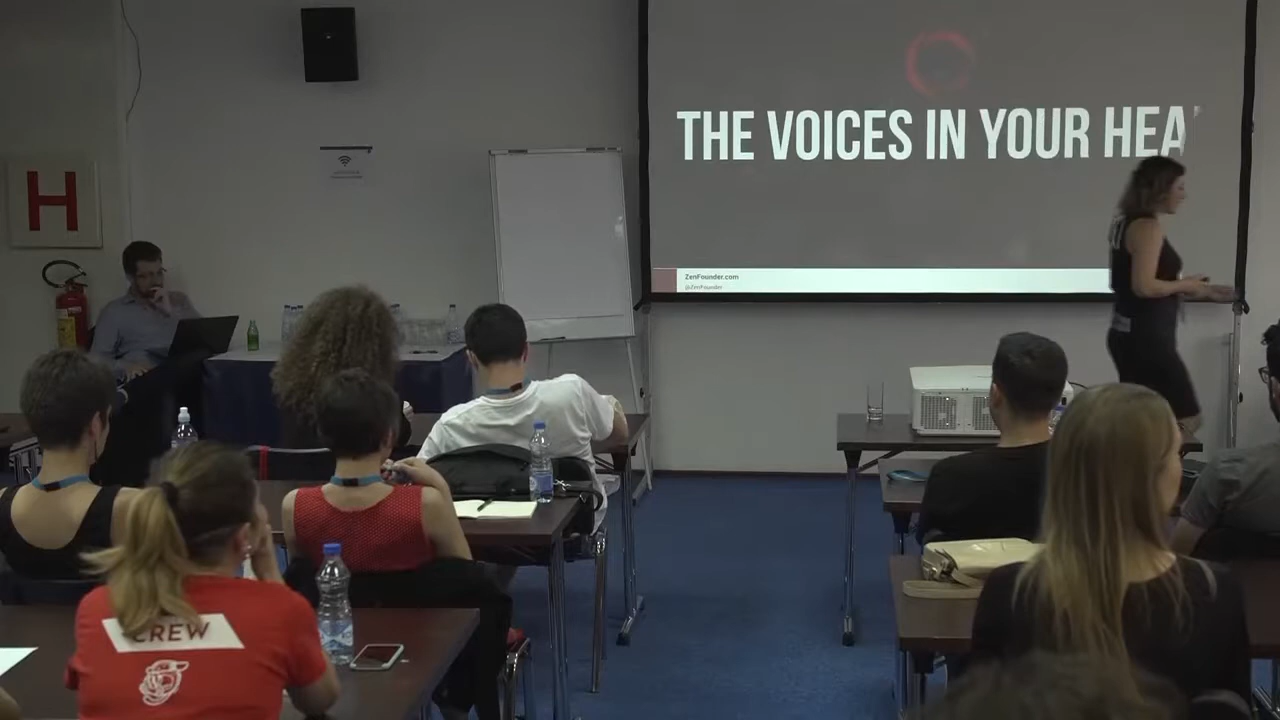 THE VOICES IN YOUR HEA
H
ZenFounder.com
@ZenFounder
CREW